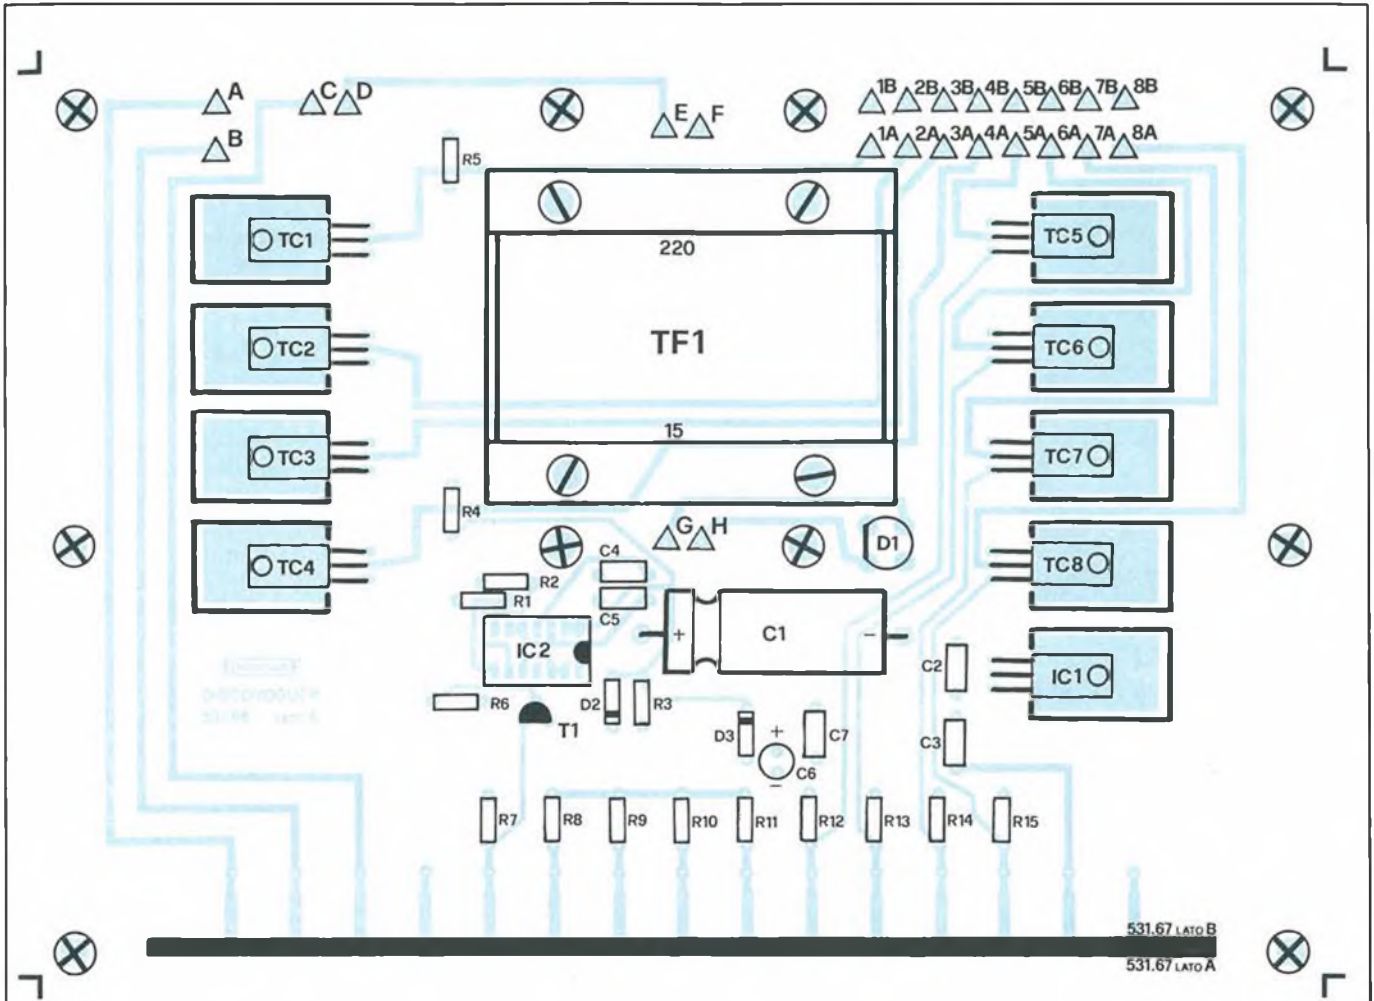 A C D E F 1B 2B 3B 4B 5B 6B 7B 8B
B 1A 2A 3A 4A 5A 6A 7A 8A
R5
TC1 220 TC5
TC2 TF1 TC6
TC3 15 TC7
R4
G H D1
TC4 C4 TC8
R2
R1 C5
IC2 + C1 - C2 IC1
R6 D2 R3
T1 D3 + C7 C3
C6
-
R7 R8 R9 R10 R11 R12 R13 R14 R15
531.67 LATO B
531.67 LATO A